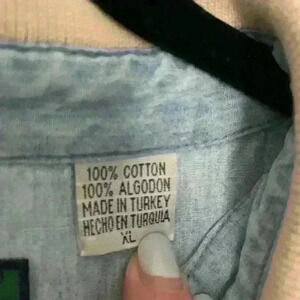 100% COTTON
100% ALGODON
MADE IN TURKEY
HECHO EN TURQUIA
XL